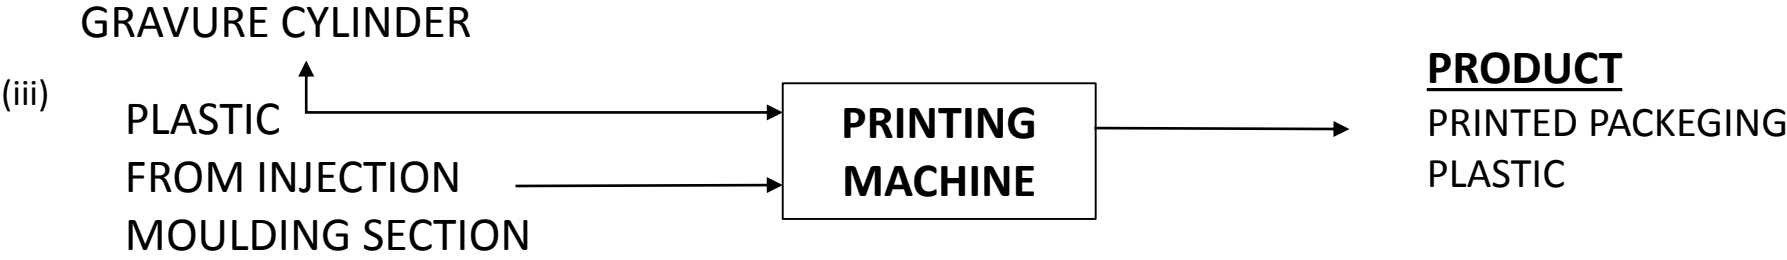 GRAVURE CYLINDER
(iii)
PLASTIC
FROM INJECTION
MOULDING SECTION
PRINTING
MACHINE
PRODUCT
PRINTED PACKEGING
PLASTIC